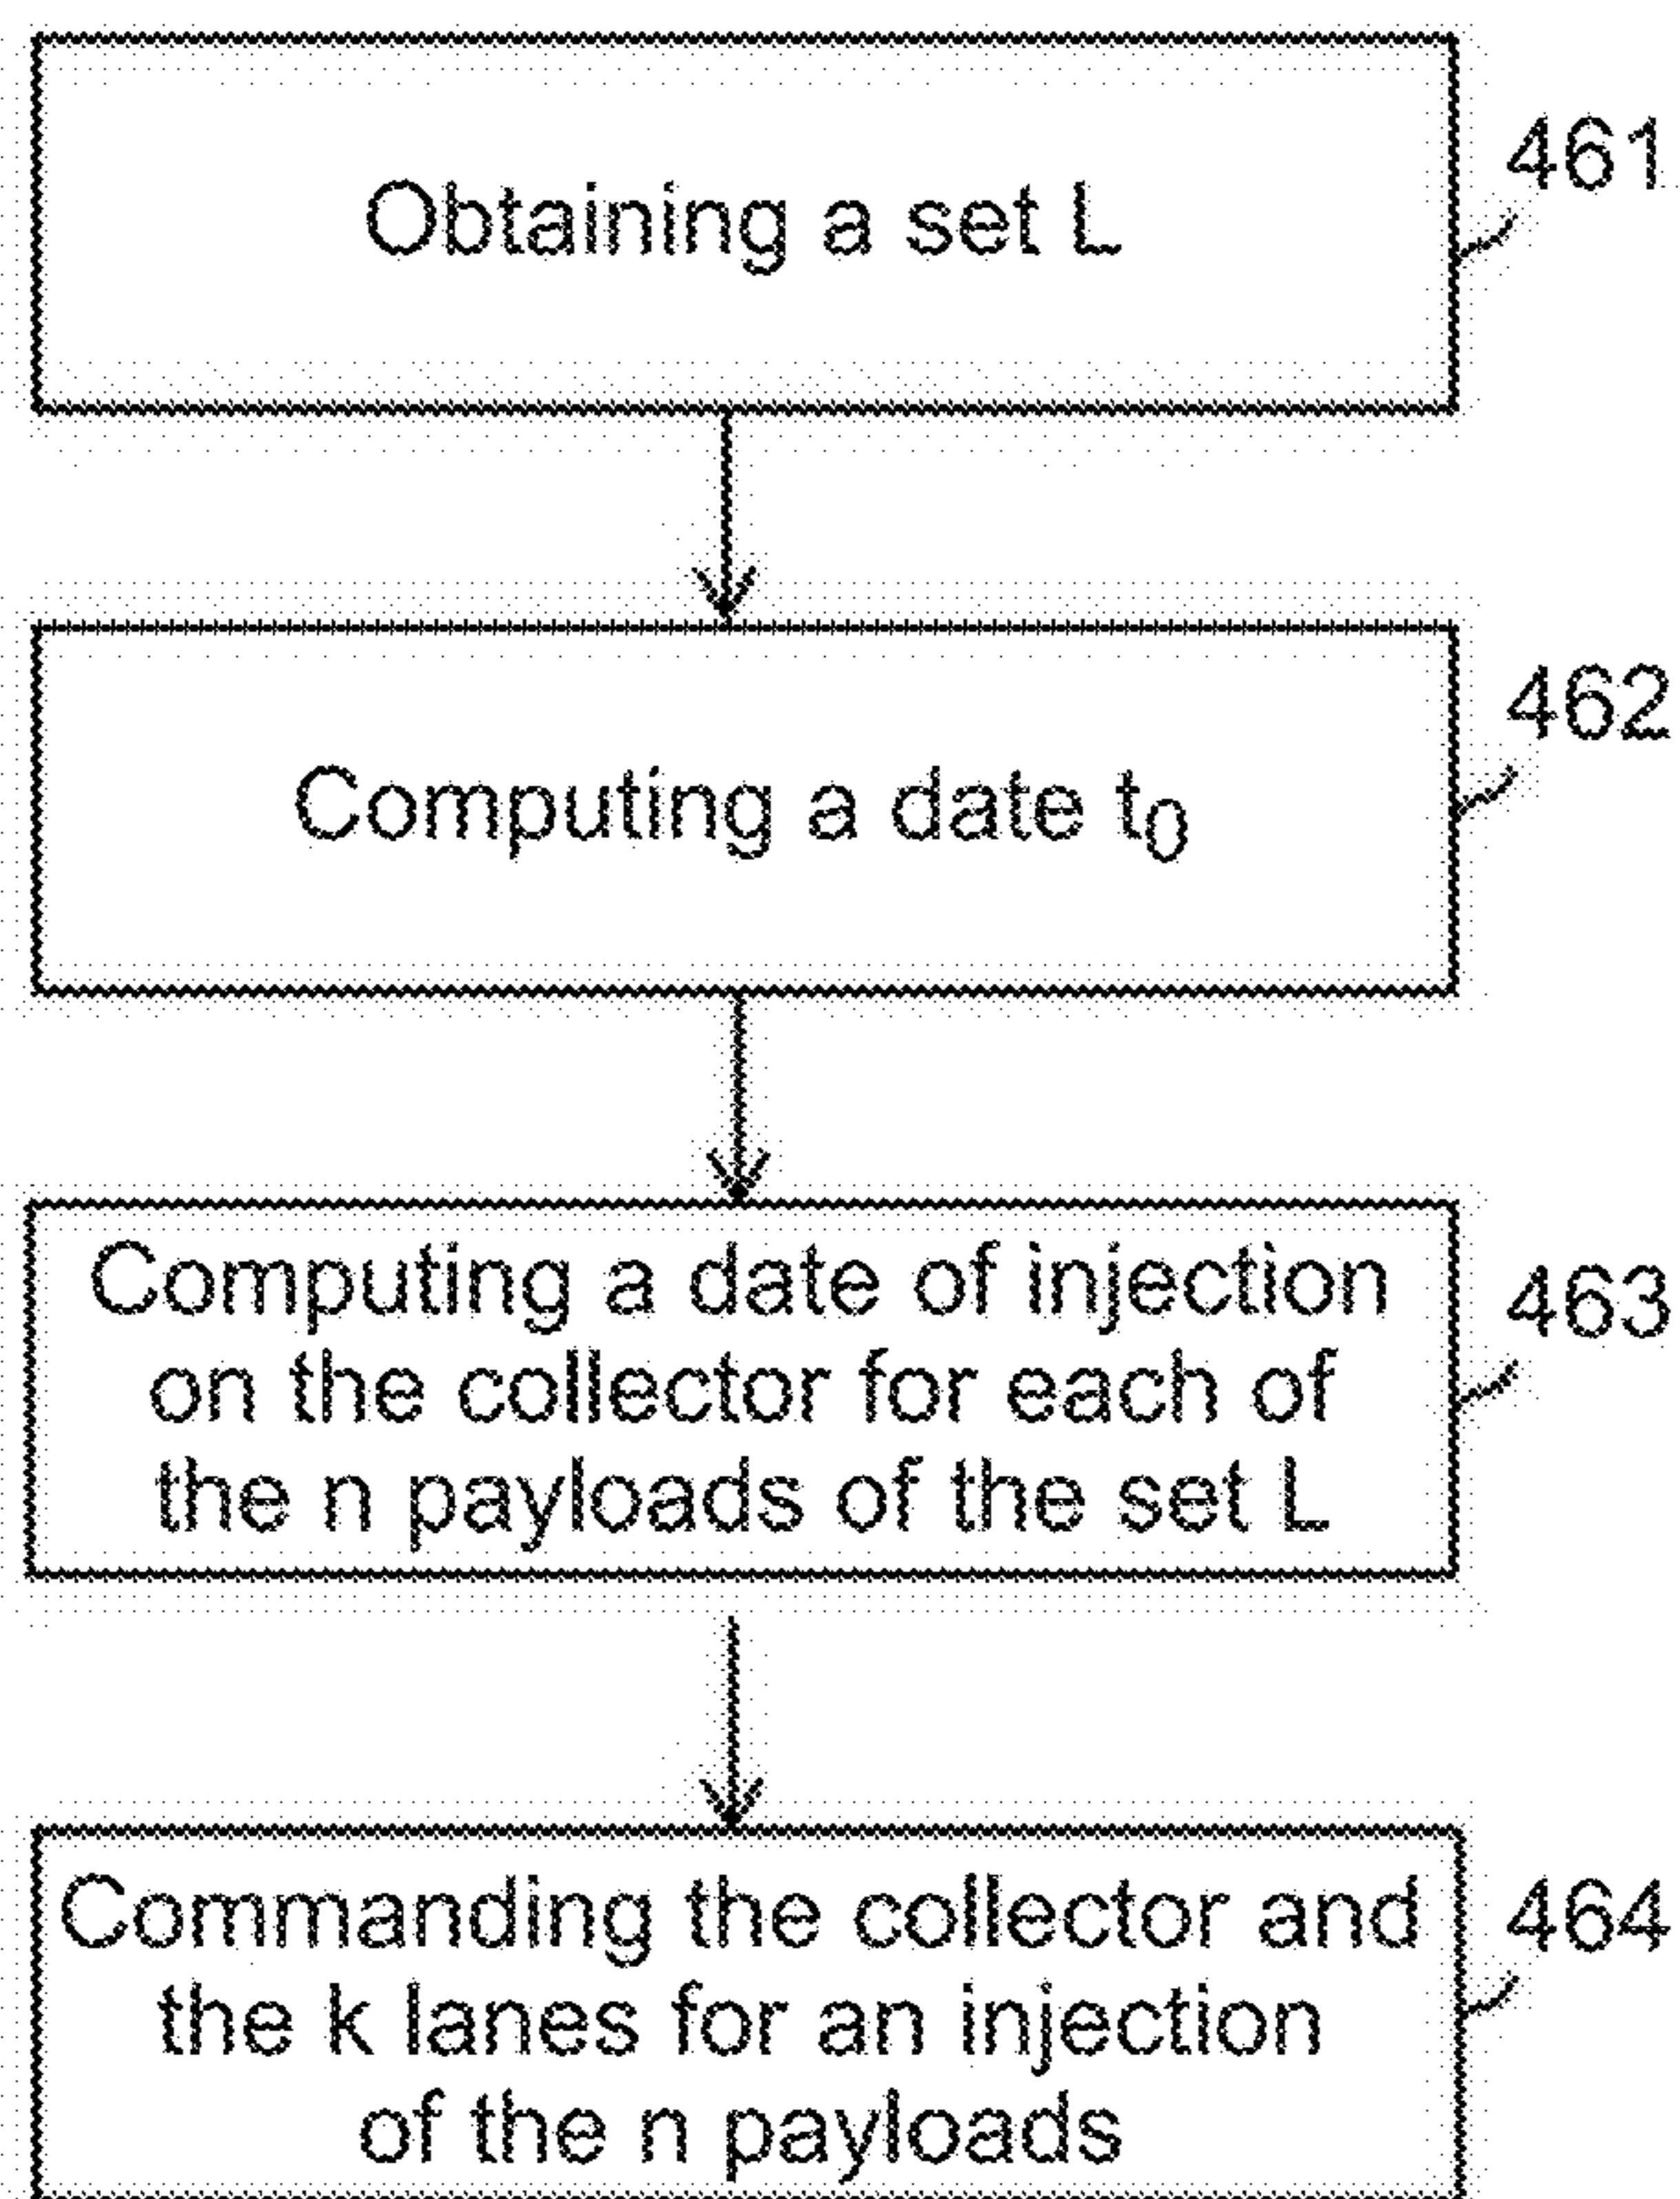 Obtaining a set L
461
Computing a date t₀
462
Computing a date of injection
on the collector for each of
the n payloads of the set L
463
Commanding the collector and
the k lanes for an injection
of the n payloads
464